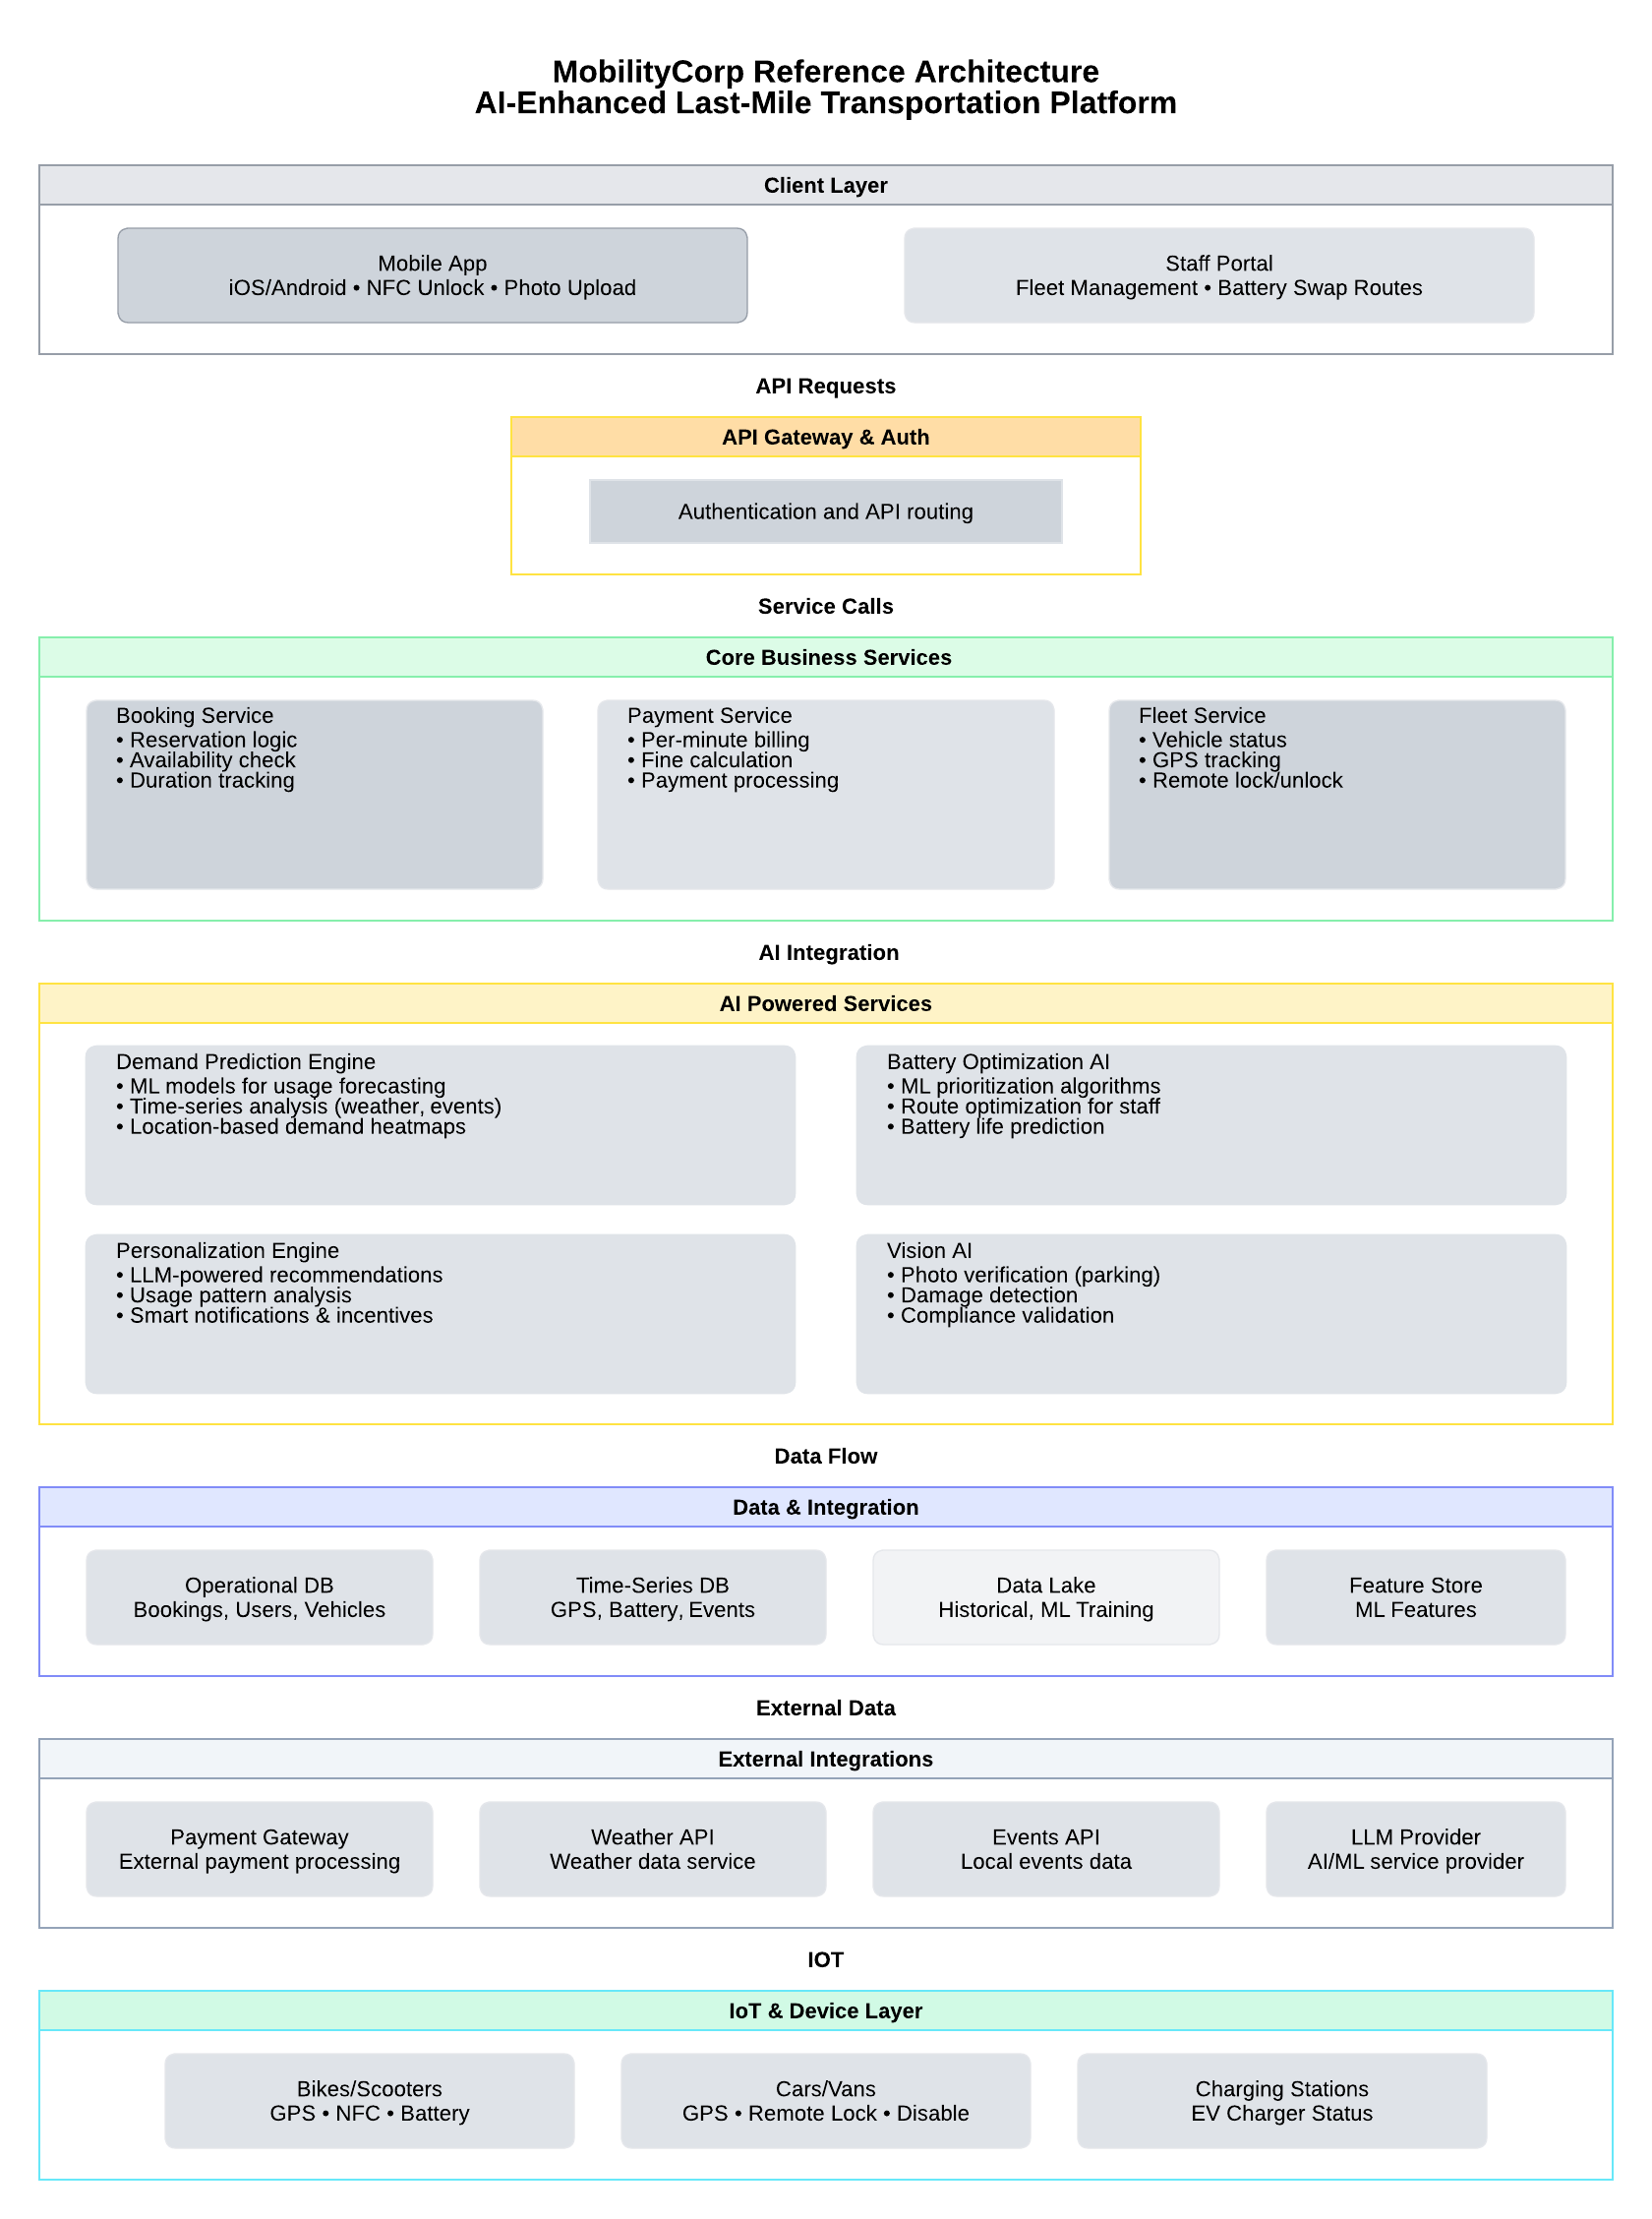 MobilityCorp Reference Architecture
AI-Enhanced Last-Mile Transportation Platform
Client Layer
Mobile App
iOS/Android • NFC Unlock • Photo Upload
Staff Portal
Fleet Management • Battery Swap Routes
API Requests
API Gateway & Auth
Authentication and API routing
Service Calls
Core Business Services
Booking Service
• Reservation logic
• Availability check
• Duration tracking
Payment Service
• Per-minute billing
• Fine calculation
• Payment processing
Fleet Service
• Vehicle status
• GPS tracking
• Remote lock/unlock
AI Integration
AI Powered Services
Demand Prediction Engine
• ML models for usage forecasting
• Time-series analysis (weather, events)
• Location-based demand heatmaps
Battery Optimization AI
• ML prioritization algorithms
• Route optimization for staff
• Battery life prediction
Personalization Engine
• LLM-powered recommendations
• Usage pattern analysis
• Smart notifications & incentives
Vision AI
• Photo verification (parking)
• Damage detection
• Compliance validation
Data Flow
Data & Integration
Operational DB
Bookings, Users, Vehicles
Time-Series DB
GPS, Battery, Events
Data Lake
Historical, ML Training
Feature Store
ML Features
External Data
External Integrations
Payment Gateway
External payment processing
Weather API
Weather data service
Events API
Local events data
LLM Provider
AI/ML service provider
IOT
IoT & Device Layer
Bikes/Scooters
GPS • NFC • Battery
Cars/Vans
GPS • Remote Lock • Disable
Charging Stations
EV Charger Status